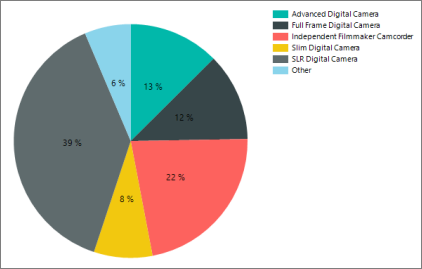 Advanced Digital Camera
Full Frame Digital Camera
Independent Filmmaker Camcorder
Slim Digital Camera
SLR Digital Camera
Other
6 %
13 %
12 %
39 %
22 %
8 %